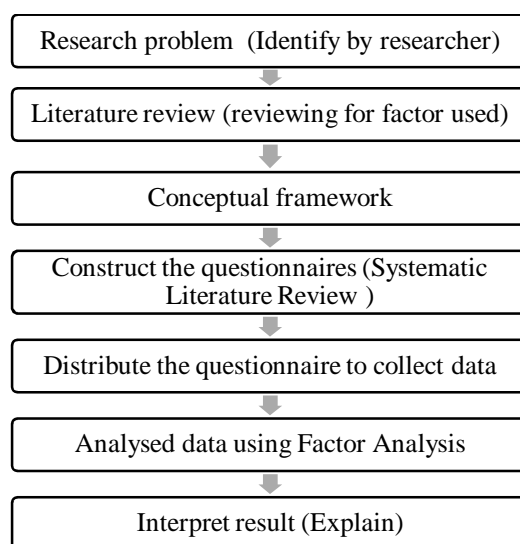 Research problem (Identify by researcher)
Literature review (reviewing for factor used)
Conceptual framework
Construct the questionnaires (Systematic
Literature Review )
Distribute the questionnaire to collect data
Analysed data using Factor Analysis
Interpret result (Explain)